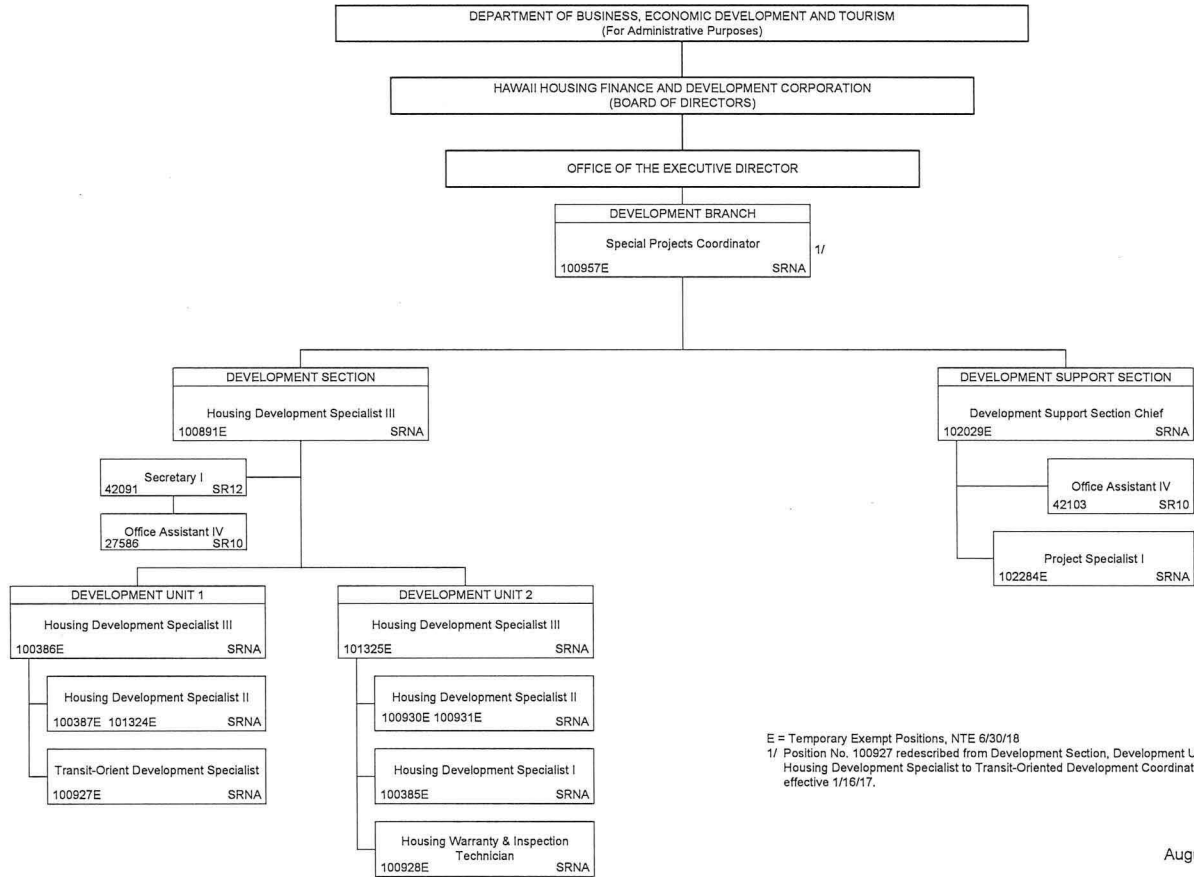 DEPARTMENT OF BUSINESS, ECONOMIC DEVELOPMENT AND TOURISM
(For Administrative Purposes)
HAWAII HOUSING FINANCE AND DEVELOPMENT CORPORATION
(BOARD OF DIRECTORS)
OFFICE OF THE EXECUTIVE DIRECTOR
DEVELOPMENT BRANCH
Special Projects Coordinator
1/
100957E SRNA
DEVELOPMENT SECTION
Housing Development Specialist III
100891E SRNA
Secretary I
42091 SR12
Office Assistant IV
27586 SR10
DEVELOPMENT UNIT 1
Housing Development Specialist III
100386E SRNA
Housing Development Specialist II
100387E 101324E SRNA
Transit-Orient Development Specialist
100927E SRNA
DEVELOPMENT UNIT 2
Housing Development Specialist III
101325E SRNA
Housing Development Specialist II
100930E 100931E SRNA
Housing Development Specialist I
100385E SRNA
Housing Warranty & Inspection
Technician
100928E SRNA
DEVELOPMENT SUPPORT SECTION
Development Support Section Chief
102029E SRNA
Office Assistant IV
42103 SR10
Project Specialist I
102284E SRNA
E = Temporary Exempt Positions, NTE 6/30/18
1/ Position No. 100927 redescribed from Development Section, Development U
Housing Development Specialist to Transit-Oriented Development Coordinat
effective 1/16/17.
Augu